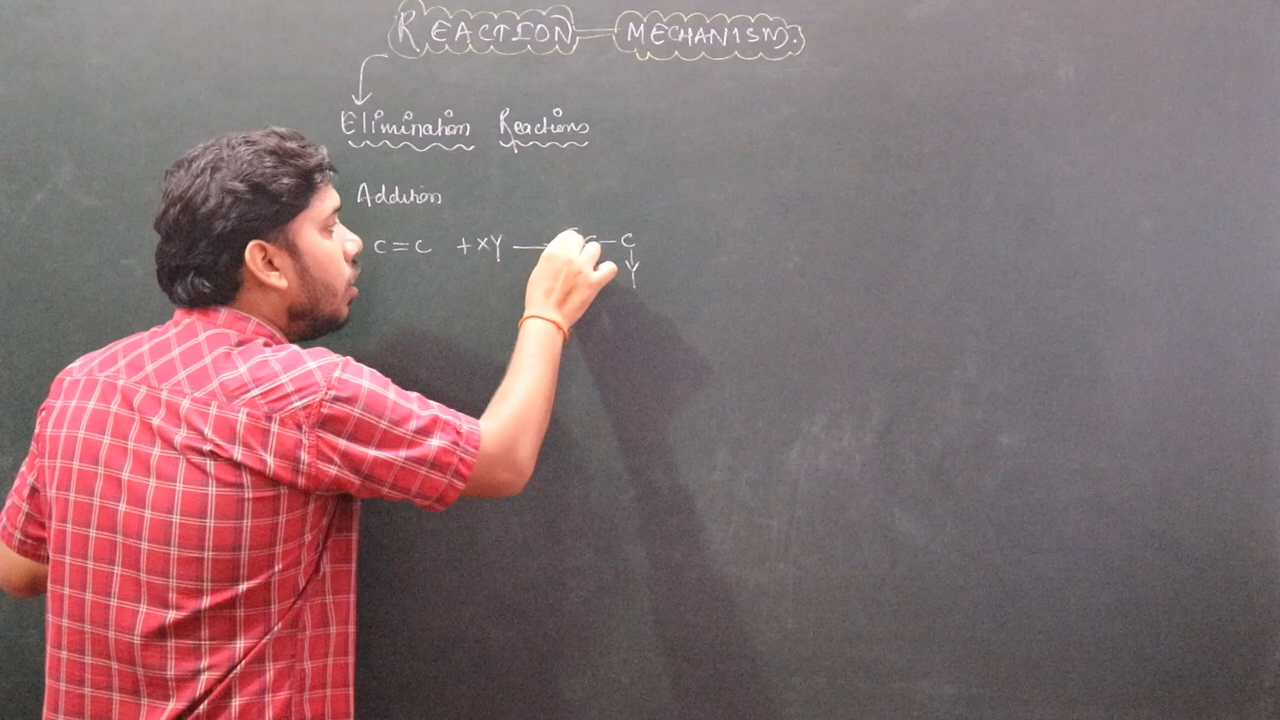 REACTION — MECHANISM.
Elimination Reactions
Addition
C=C + XY — C—C
Y